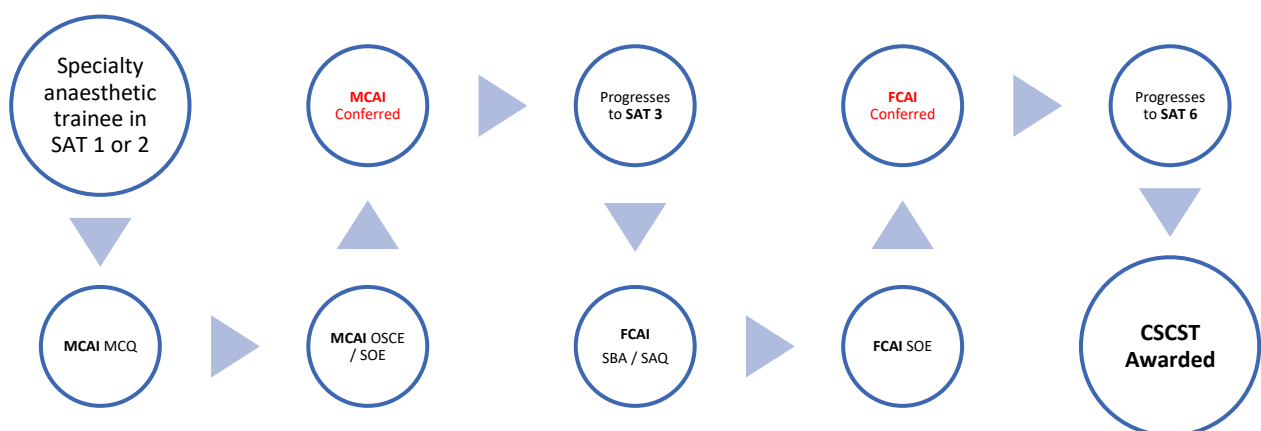 Specialty
anaesthetic
trainee in
SAT 1 or 2
MCAI MCQ
MCAI OSCE
/ SOE
MCAI
Conferred
Progresses
to SAT 3
FCAI
SBA / SAQ
FCAI SOE
FCAI
Conferred
Progresses
to SAT 6
CSCST
Awarded